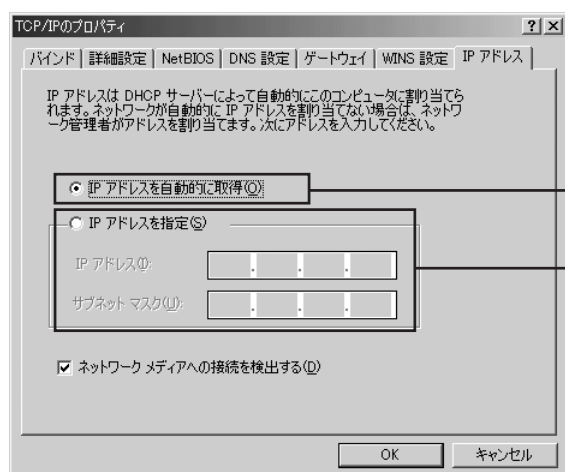 TCP/IPのプロパティ
バインド 詳細設定 NetBIOS DNS 設定 ゲートウェイ WINS 設定 IP アドレス
IP アドレスは DHCP サーバーによって自動的にこのコンピュータに割り当てら
れます。ネットワークが自動的に IP アドレスを割り当てない場合は、ネットワ
ーク管理者がアドレスを割り当てます。次にアドレスを入力してください。
IP アドレスを自動的に取得(O)
IP アドレスを指定(S)
IP アドレス(I):
サブネット マスク(U):
ネットワーク メディアへの接続を検出する(D)
OK キャンセル